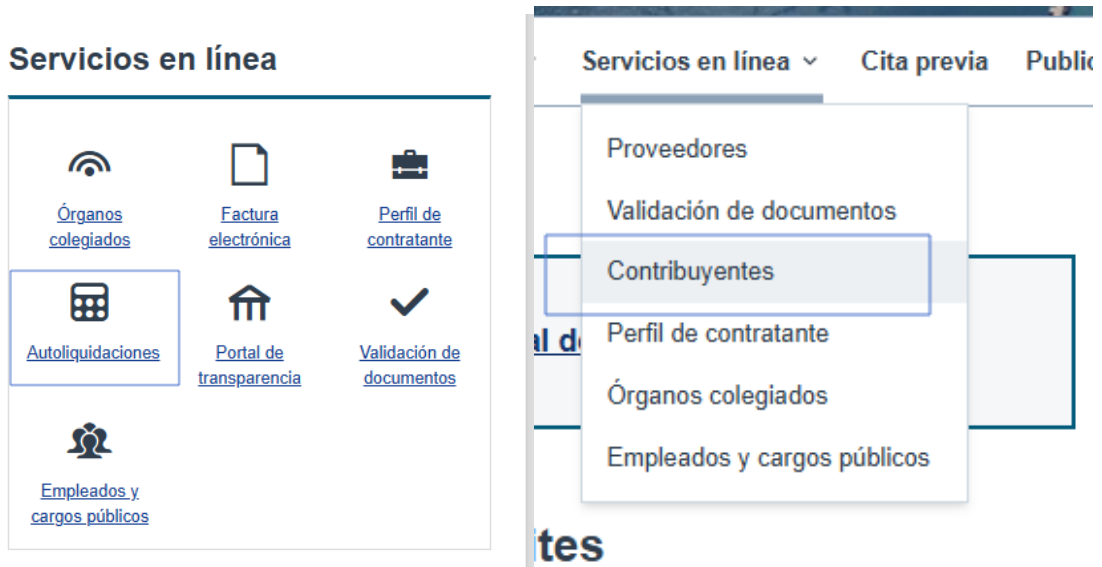 Servicios en línea
Órganos
colegiados
Factura
electrónica
Perfil de
contratante
Autoliquidaciones
Portal de
transparencia
Validación de
documentos
Empleados y
cargos públicos
Servicios en línea
Cita previa
Proveedores
Validación de documentos
Contribuyentes
Perfil de contratante
Órganos colegiados
Empleados y cargos públicos